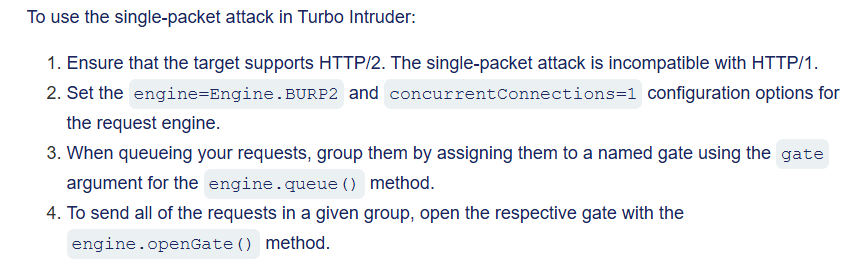 To use the single-packet attack in Turbo Intruder:
1. Ensure that the target supports HTTP/2. The single-packet attack is incompatible with HTTP/1.
2. Set the engine=Engine.BURP2 and concurrentConnections=1 configuration options for
the request engine.
3. When queueing your requests, group them by assigning them to a named gate using the gate
argument for the engine.queue() method.
4. To send all of the requests in a given group, open the respective gate with the
engine.openGate() method.